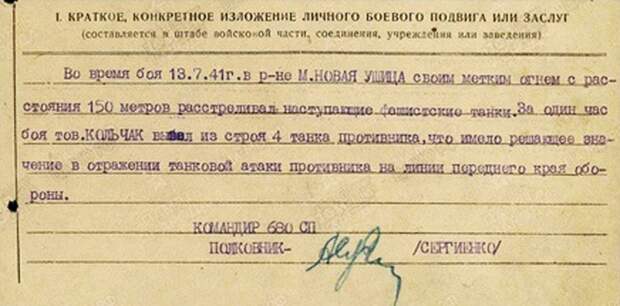 I. КРАТКОЕ, КОНКРЕТНОЕ ИЗЛОЖЕНИЕ ЛИЧНОГО БОЕВОГО ПОДВИГА ИЛИ ЗАСЛУГ
(составляется в штабе войсковой части, соединения, учреждения или заведения)
Во время боя 13.7.41г.в р-не М.НОВАЯ УШИЦА своим метким огнем с рас-
стояния 150 метров расстреливал наступающие фашистские танки.За один час
боя тов.КОЛЬЧАК вывел из строя 4 танка противника,что имело решающее зна-
чение в отражении танковой атаки противника на линии переднего края обо-
роны.
КОМАНДИР 680 СП
ПОЛКОВНИК- /СЕРГИЕНКО/